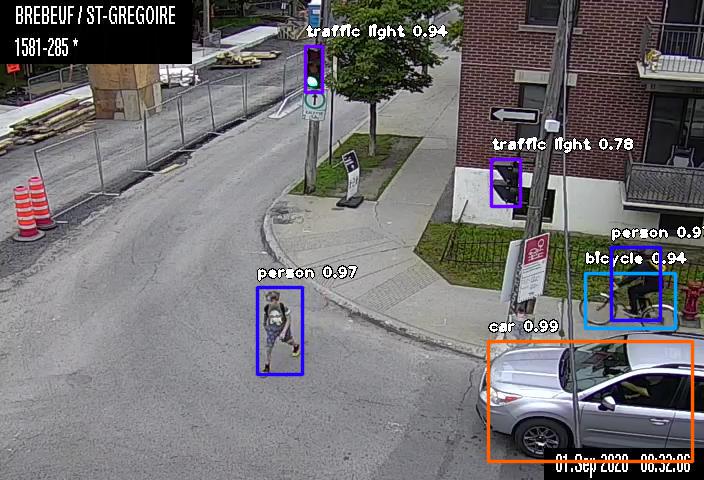 BREBEUF / ST-GREGOIRE
1581-285 *
traffic light 0.94
traffic light 0.78
person 0.97
bicycle 0.94
person 0.97
car 0.99
01.Sep 2020 08:32:06